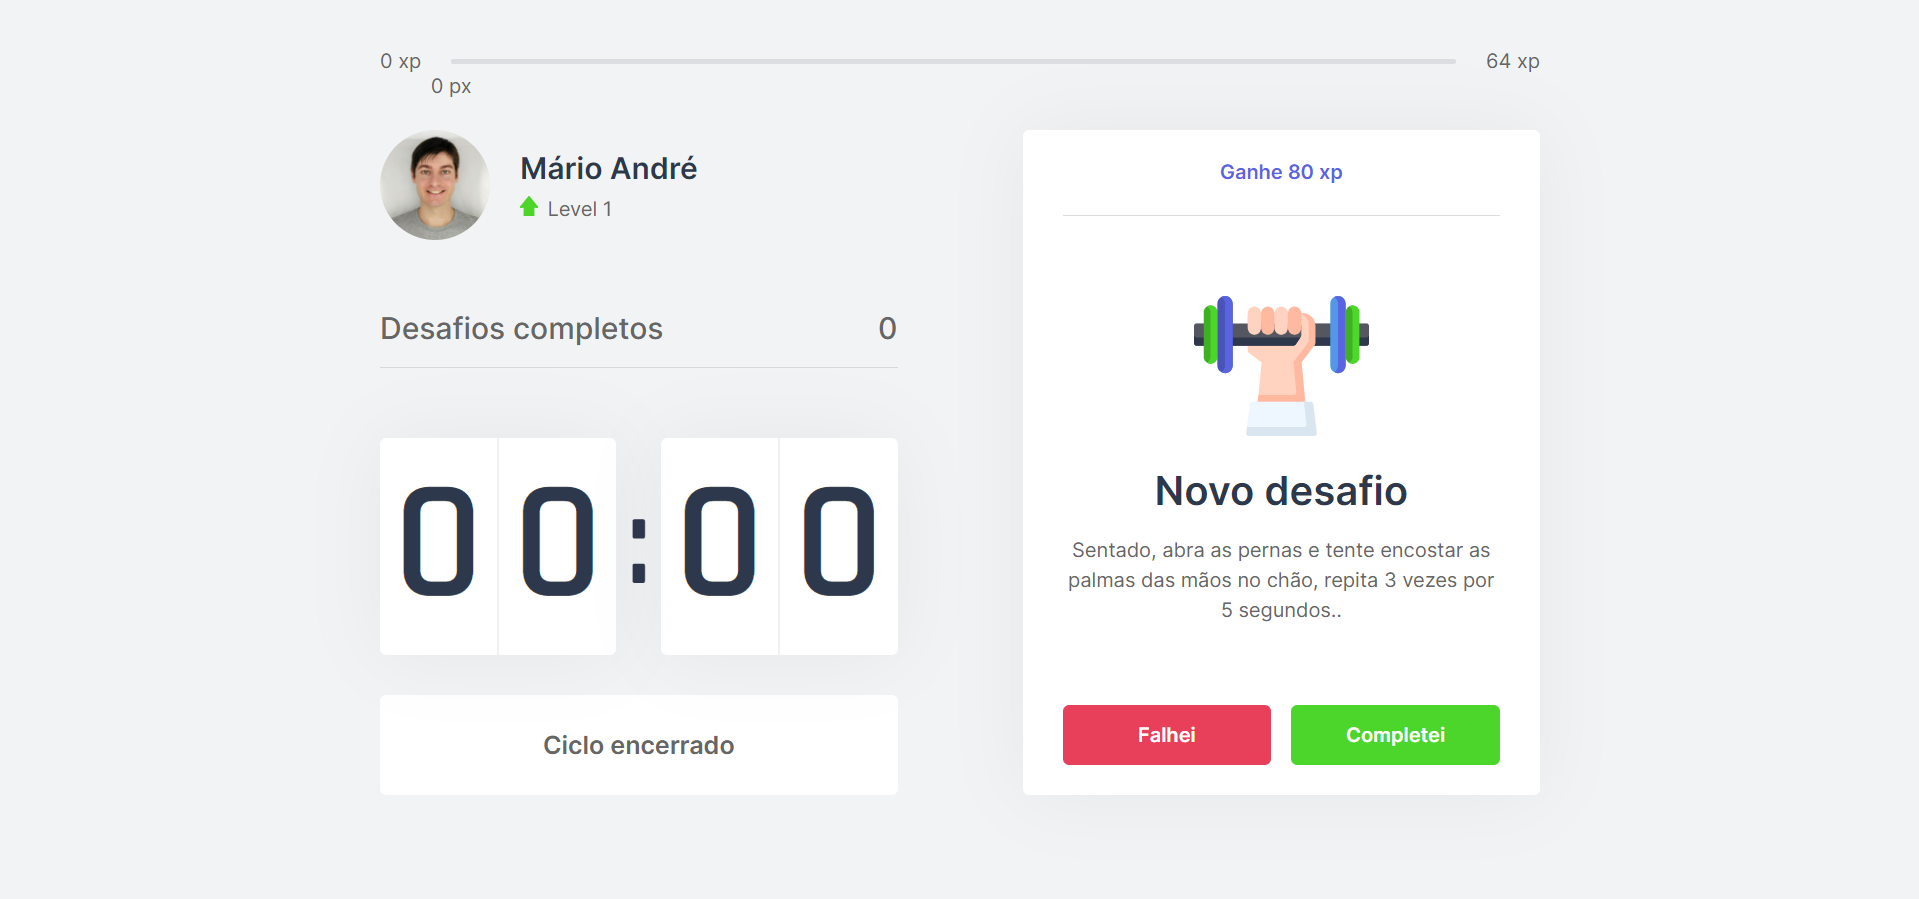 0 xp
64 xp
0 px
Mário André
Level 1
Desafios completos
0
00:00
Ciclo encerrado
Ganhe 80 xp
Novo desafio
Sentado, abra as pernas e tente encostar as
palmas das mãos no chão, repita 3 vezes por
5 segundos..
Falhei
Completei